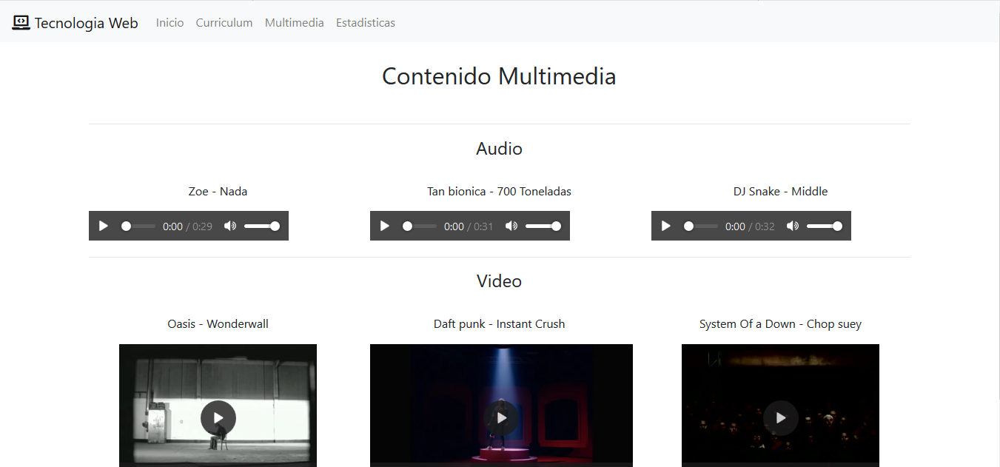 Tecnologia Web Inicio Curriculum Multimedia Estadisticas
Contenido Multimedia
Audio
Zoe - Nada
Tan bionica - 700 Toneladas
DJ Snake - Middle
0:00 / 0:29
0:00 / 0:31
0:00 / 0:32
Video
Oasis - Wonderwall
Daft punk - Instant Crush
System Of a Down - Chop suey